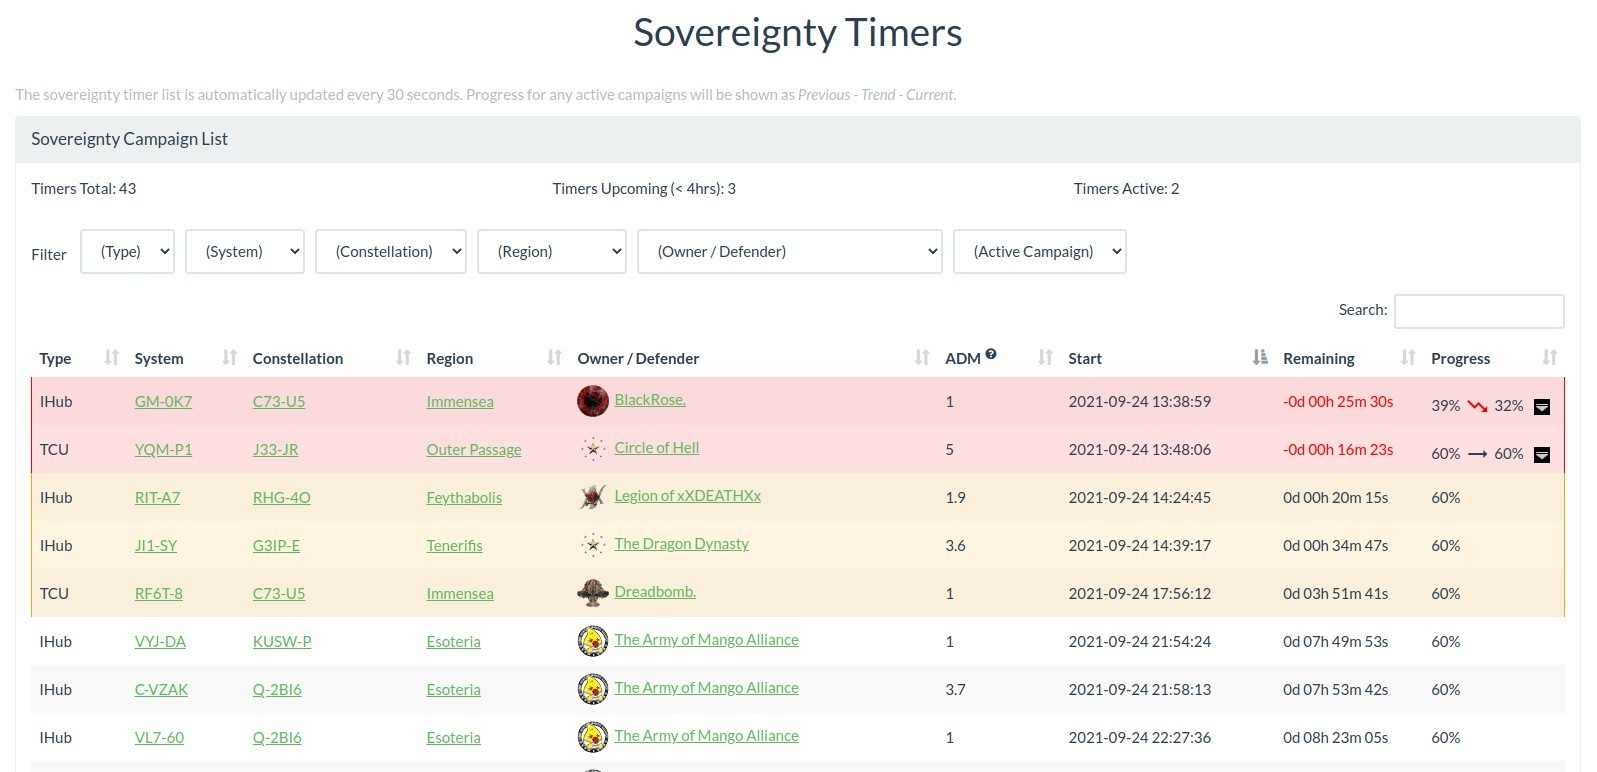 Sovereignty Timers
The sovereignty timer list is automatically updated every 30 seconds. Progress for any active campaigns will be shown as Previous - Trend - Current.
Sovereignty Campaign List
Timers Total: 43 Timers Upcoming (< 4hrs): 3 Timers Active: 2
Filter (Type) (System) (Constellation) (Region) (Owner / Defender) (Active Campaign)
Search:
Type System Constellation Region Owner / Defender ADM ? Start Remaining Progress
IHub GM-0K7 C73-U5 Immensea BlackRose. 1 2021-09-24 13:38:59 -0d 00h 25m 30s 39% 32%
TCU YQM-P1 J33-JR Outer Passage Circle of Hell 5 2021-09-24 13:48:06 -0d 00h 16m 23s 60% 60%
IHub RIT-A7 RHG-4O Feythabolis Legion of xXDEATHXx 1.9 2021-09-24 14:24:45 0d 00h 20m 15s 60%
IHub JI1-SY G3IP-E Tenerifis The Dragon Dynasty 3.6 2021-09-24 14:39:17 0d 00h 34m 47s 60%
TCU RF6T-8 C73-U5 Immensea Dreadbomb. 1 2021-09-24 17:56:12 0d 03h 51m 41s 60%
IHub VYJ-DA KUSW-P Esoteria The Army of Mango Alliance 1 2021-09-24 21:54:24 0d 07h 49m 53s 60%
IHub C-VZAK Q-2BI6 Esoteria The Army of Mango Alliance 3.7 2021-09-24 21:58:13 0d 07h 53m 42s 60%
IHub VL7-60 Q-2BI6 Esoteria The Army of Mango Alliance 1 2021-09-24 22:27:36 0d 08h 23m 05s 60%